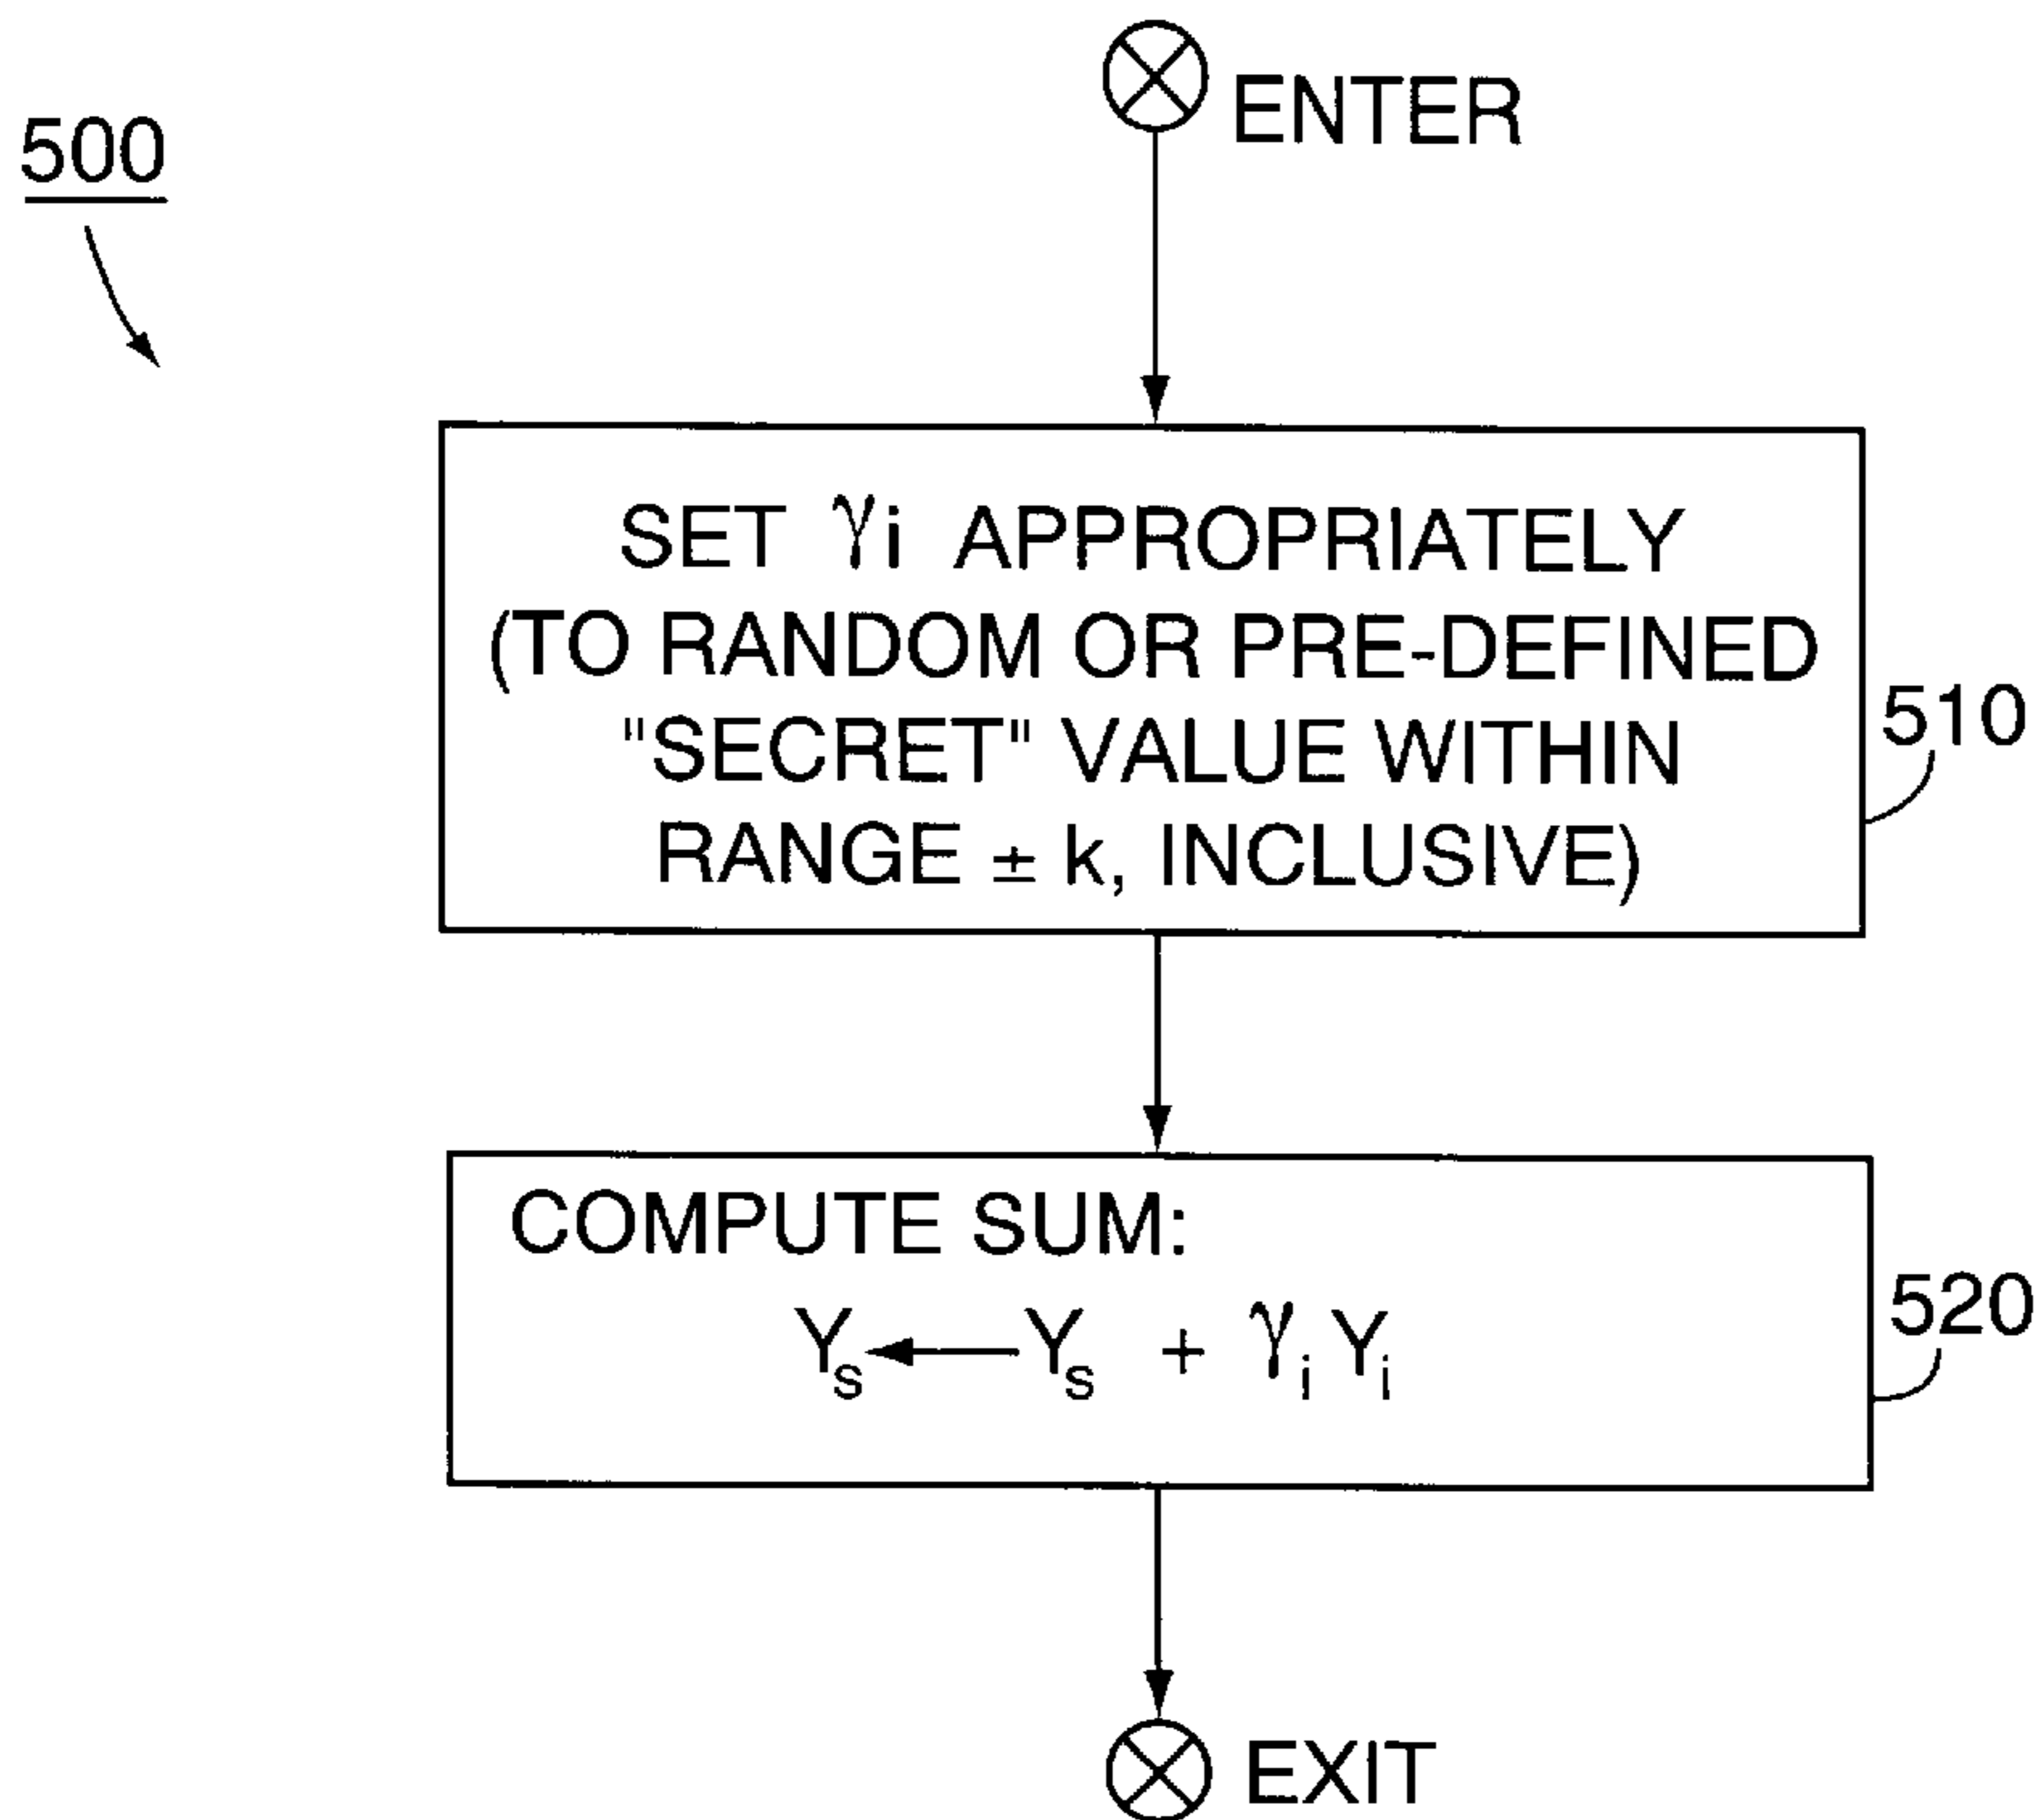 ENTER
500
SET γi APPROPRIATELY
(TO RANDOM OR PRE-DEFINED
"SECRET" VALUE WITHIN
RANGE ± k, INCLUSIVE)
510
COMPUTE SUM:
Yₛ ← Yₛ + γᵢ Yᵢ
520
EXIT